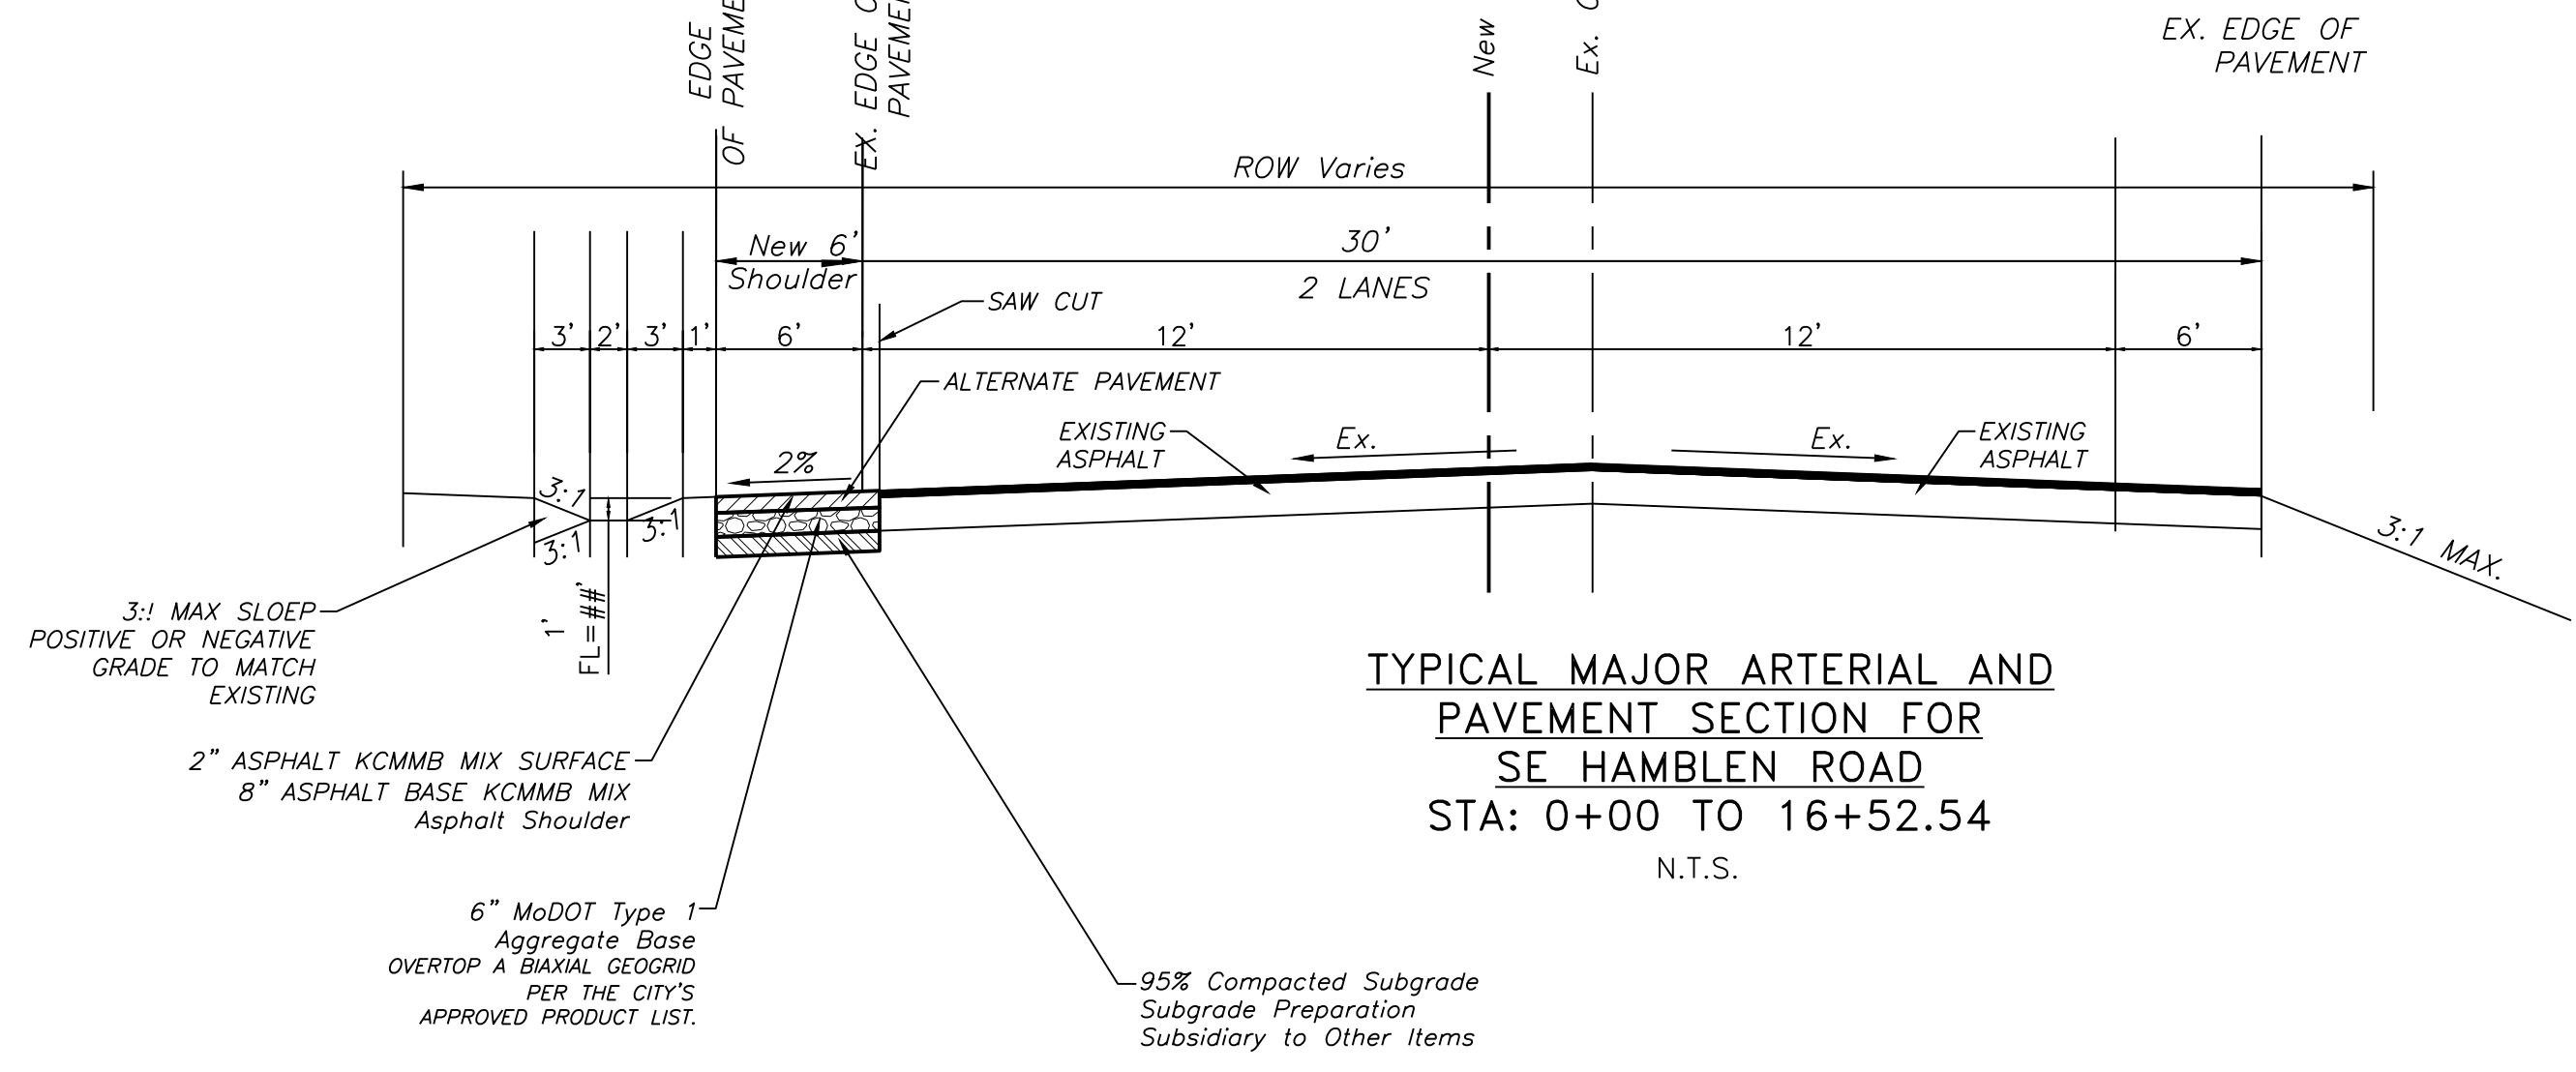 EDGE
EX. EDGE
New
Ex.
EX. EDGE OF
PAVEMENT
ROW Varies
New 6'
Shoulder
30'
2 LANES
SAW CUT
3' 2' 3' 1' 6' 12' 12' 6'
ALTERNATE PAVEMENT
EXISTING
ASPHALT
Ex.
Ex.
EXISTING
ASPHALT
2%
3:1
3:1
3:1
3:1 MAX.
1'
FL=##'
3:! MAX SLOEP
POSITIVE OR NEGATIVE
GRADE TO MATCH
EXISTING
2" ASPHALT KCMMB MIX SURFACE
8" ASPHALT BASE KCMMB MIX
Asphalt Shoulder
6" MoDOT Type 1
Aggregate Base
OVERTOP A BIAXIAL GEOGRID
PER THE CITY'S
APPROVED PRODUCT LIST.
95% Compacted Subgrade
Subgrade Preparation
Subsidiary to Other Items
TYPICAL MAJOR ARTERIAL AND
PAVEMENT SECTION FOR
SE HAMBLEN ROAD
STA: 0+00 TO 16+52.54
N.T.S.